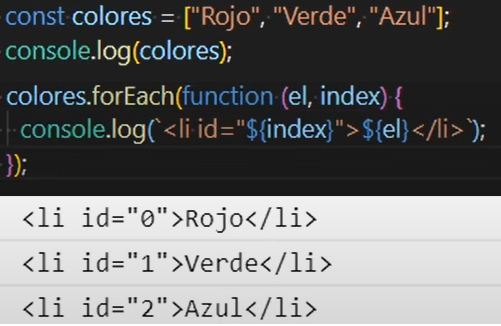 const colores = ["Rojo", "Verde", "Azul"];
console.log(colores);
colores.forEach(function (el, index) {
console.log(`<li id="${index}">${el}</li>`);
});
<li id="0">Rojo</li>
<li id="1">Verde</li>
<li id="2">Azul</li>